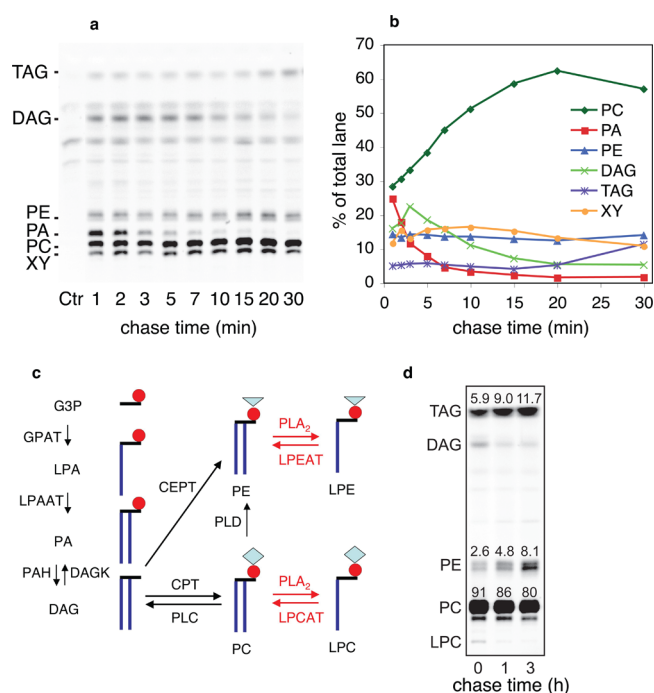 a
TAG
DAG
PE
PA
PC
XY
Ctr 1 2 3 5 7 10 15 20 30
chase time (min)
b
70
60
50
40
30
20
10
0
% of total lane
PC
PA
PE
DAG
TAG
XY
0 5 10 15 20 25 30
chase time (min)
c
G3P
GPAT
LPA
LPAAT
PA
PAH DAGK
DAG
CEPT
CPT
PLC
PE
PLD
PC
PLA2
LPEAT
LPE
PLA2
LPCAT
LPC
d
TAG 5.9 9.0 11.7
DAG
PE 2.6 4.8 8.1
PC 91 86 80
LPC
0 1 3 (h)
chase time